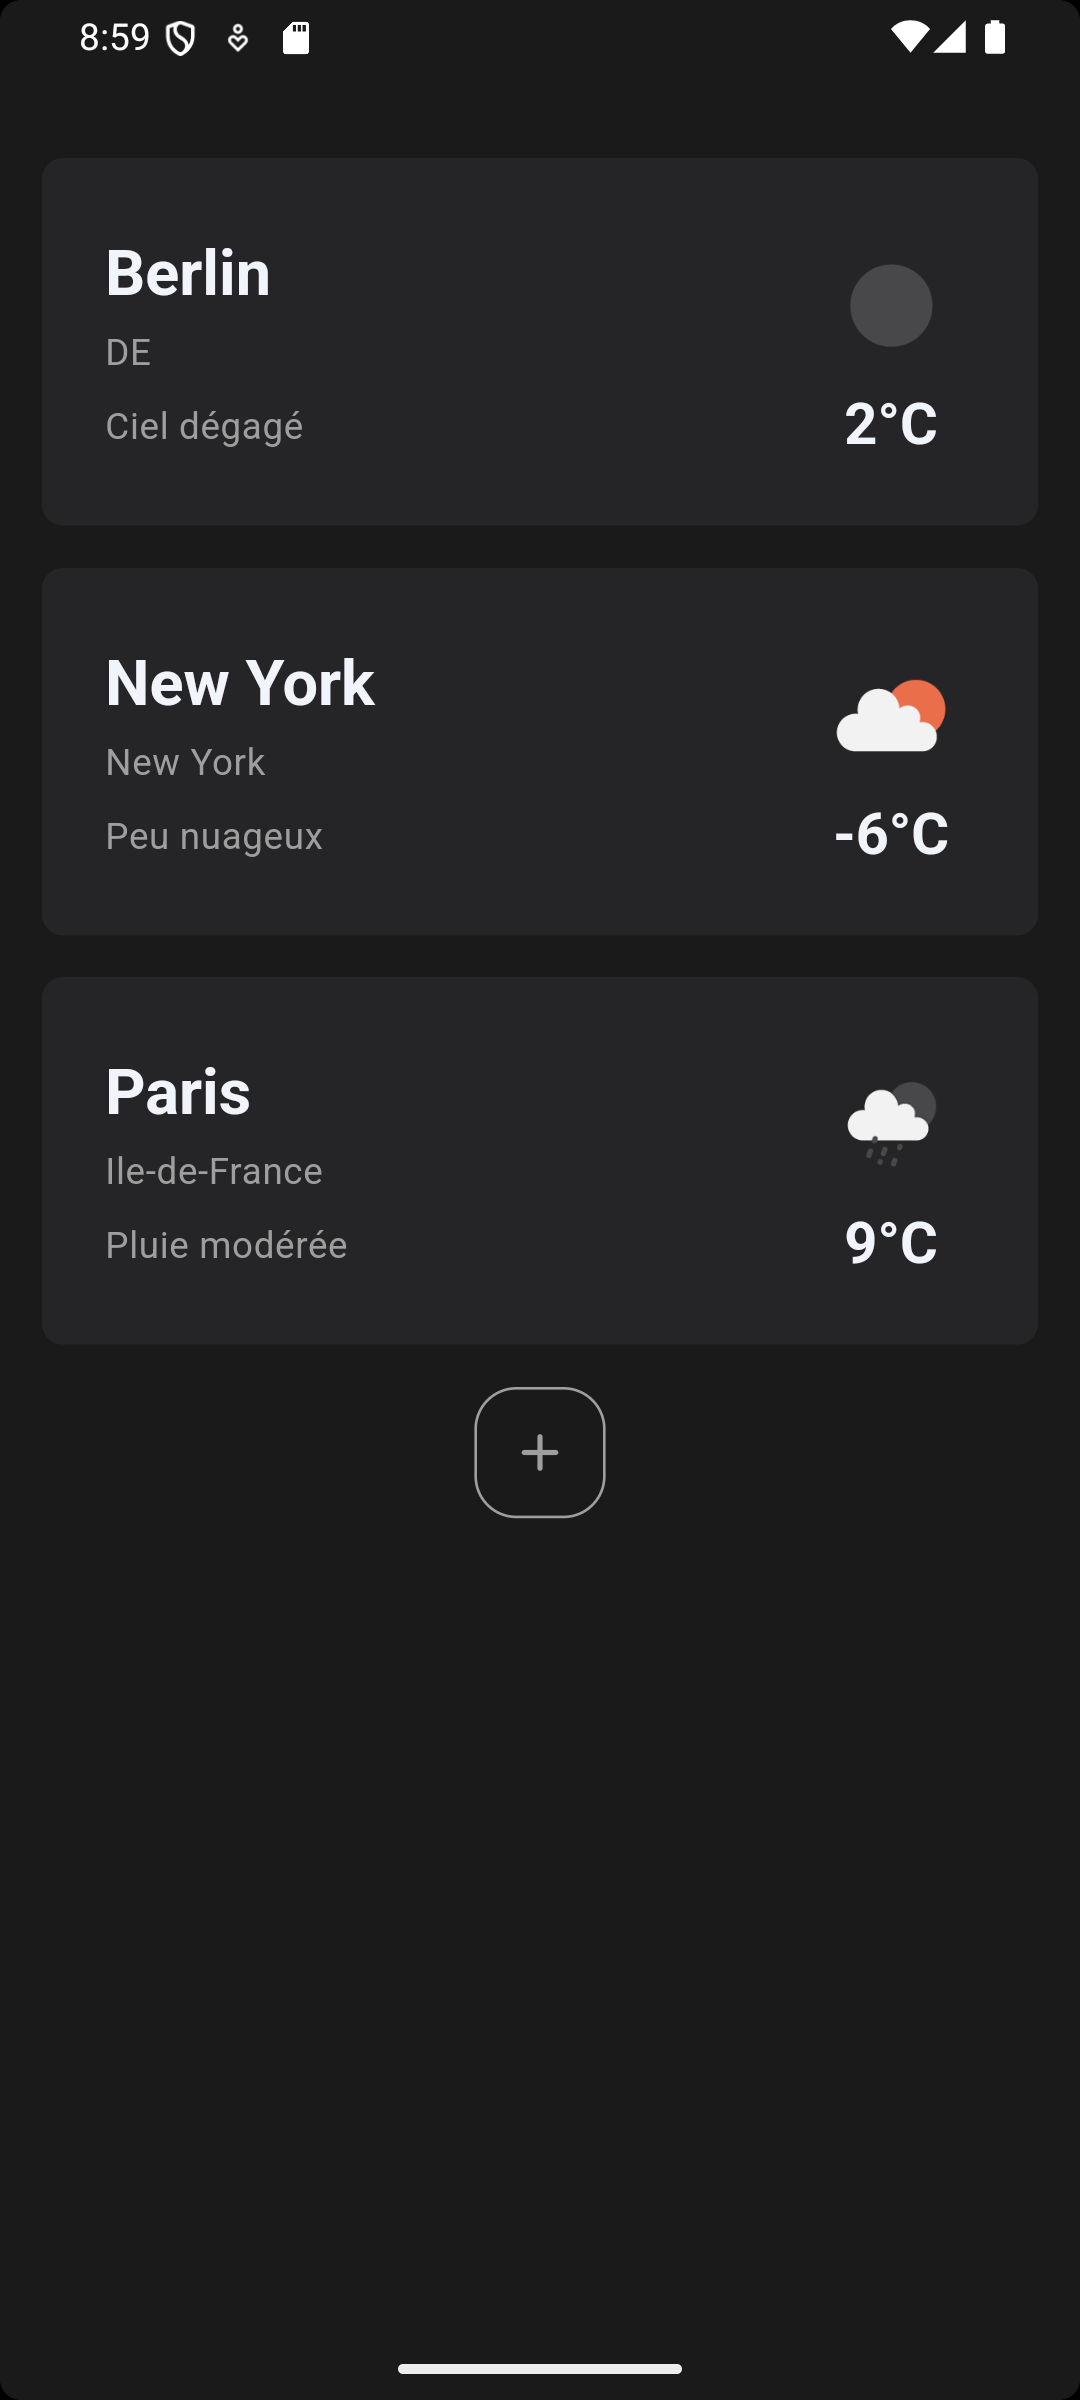 8:59
Berlin
DE
Ciel dégagé
2°C
New York
New York
Peu nuageux
-6°C
Paris
Ile-de-France
Pluie modérée
9°C